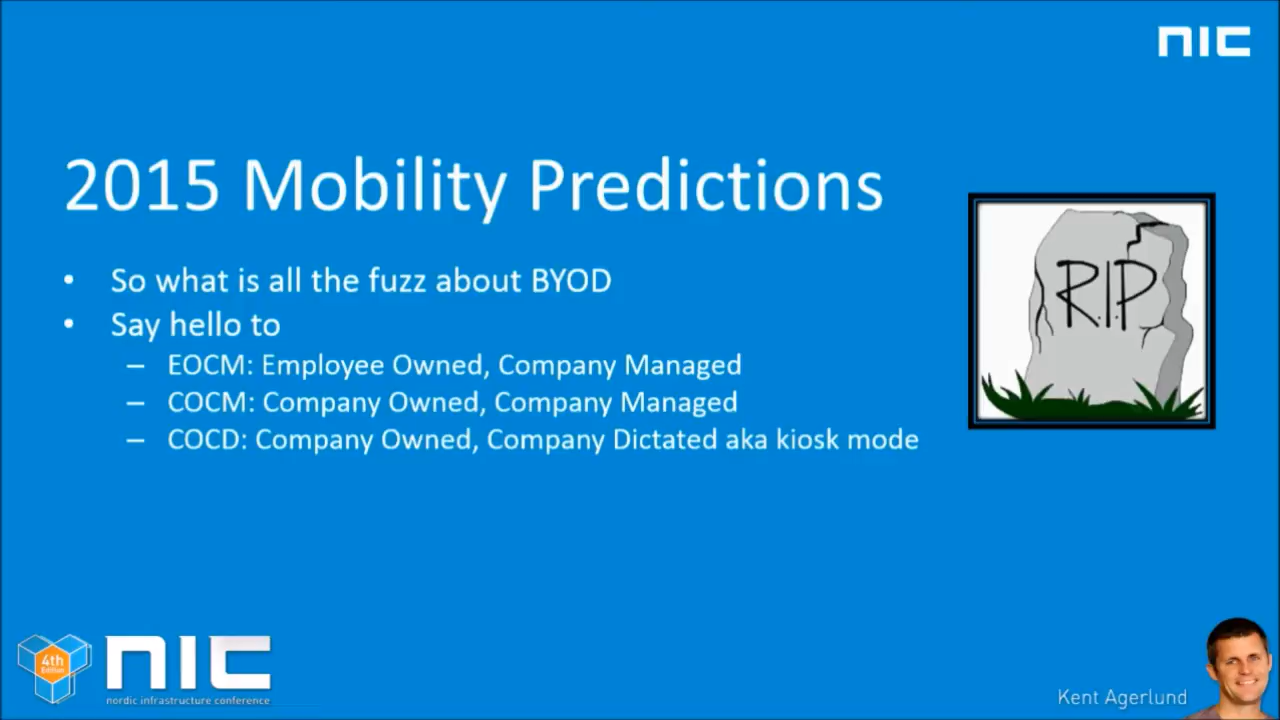 NIC
2015 Mobility Predictions
• So what is all the fuzz about BYOD
• Say hello to
– EOCM: Employee Owned, Company Managed
– COCM: Company Owned, Company Managed
– COCD: Company Owned, Company Dictated aka kiosk mode
R.I.P
4th
Edition
NIC
nordic infrastructure conference
Kent Agerlund